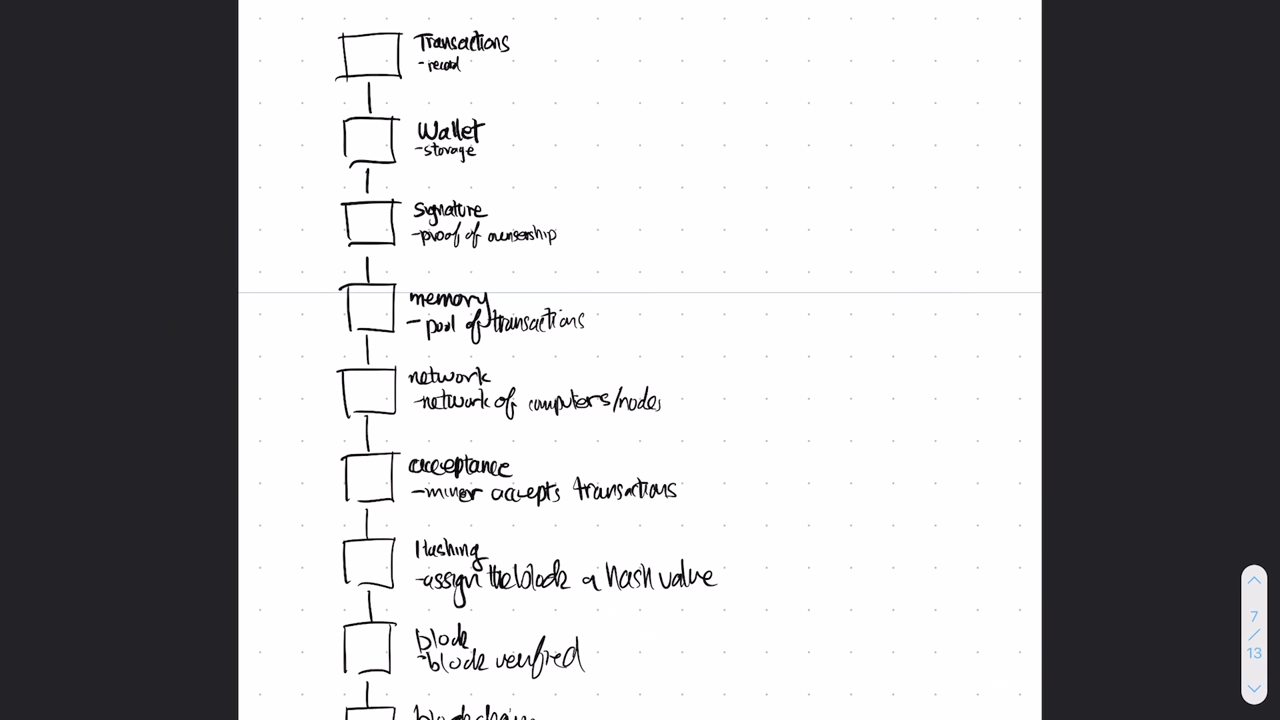 Transactions
- record
Wallet
- storage
Signature
- proof of ownership
memory
- pool of transactions
network
- network of computers/nodes
acceptance
- miner accepts transactions
Hashing
- assign the block a hash value
block
- block verified
blockchain
7
/
13